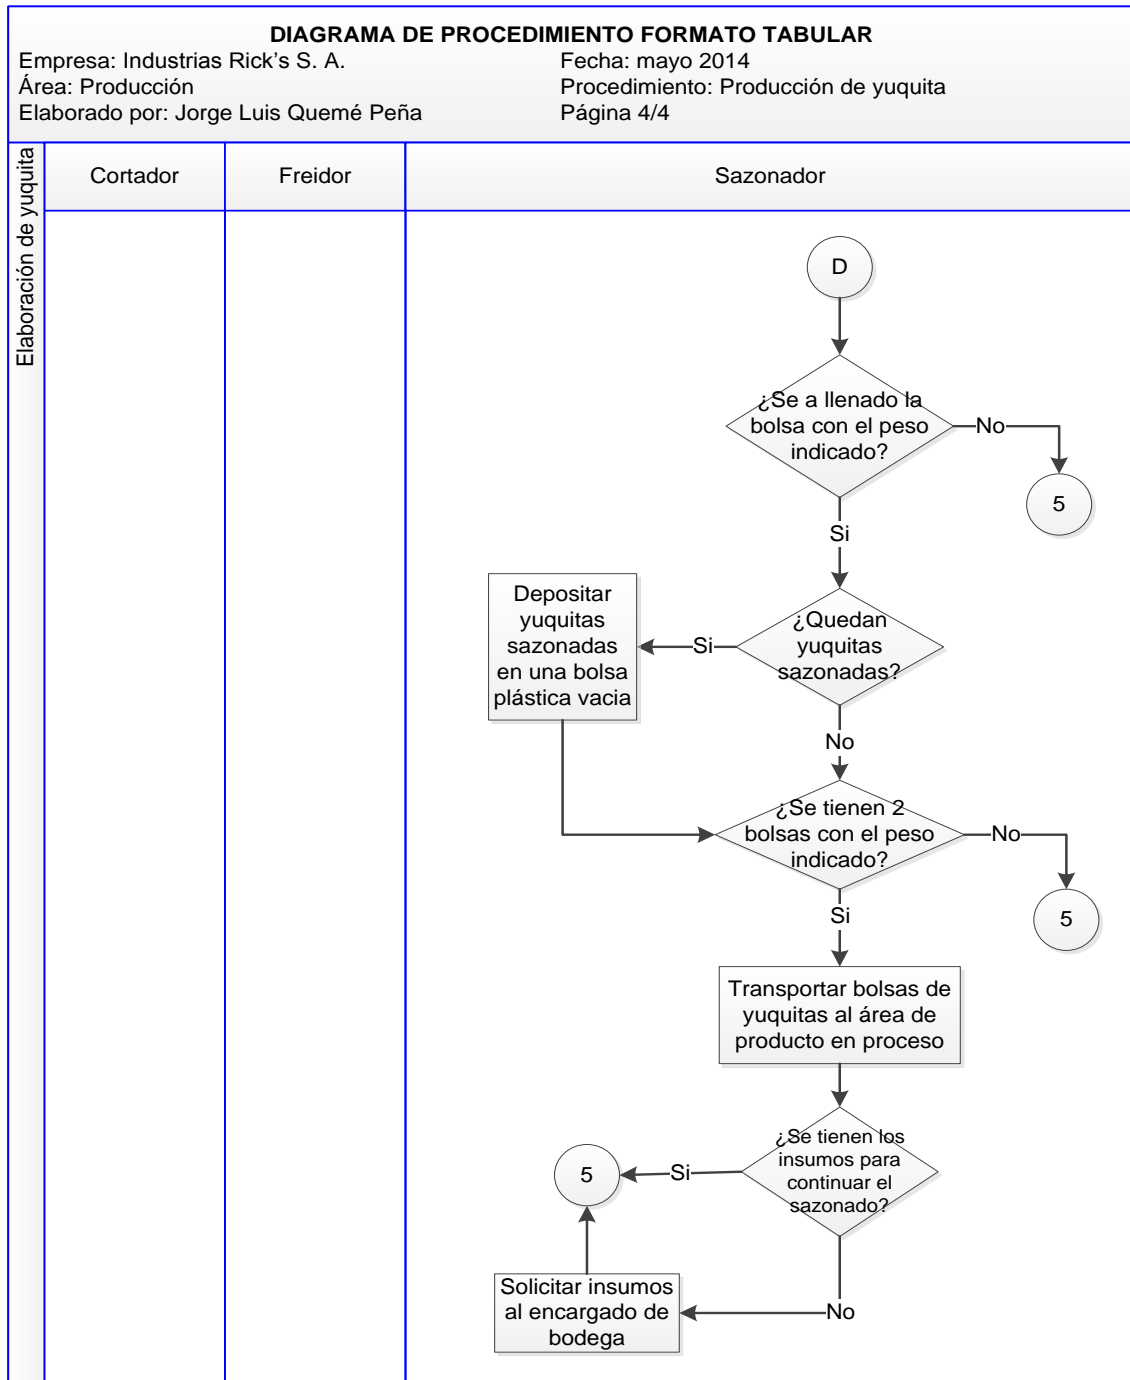 DIAGRAMA DE PROCEDIMIENTO FORMATO TABULAR
Empresa: Industrias Rick's S. A.
Fecha: mayo 2014
Área: Producción
Procedimiento: Producción de yuquita
Elaborado por: Jorge Luis Quemé Peña
Página 4/4
Elaboración de yuquita
Cortador
Freidor
Sazonador
D
¿Se a llenado la
bolsa con el peso
indicado?
No
5
Si
¿Quedan
yuquitas
sazonadas?
Si
Depositar
yuquitas
sazonadas
en una bolsa
plástica vacia
No
¿Se tienen 2
bolsas con el peso
indicado?
No
5
Si
Transportar bolsas de
yuquitas al área de
producto en proceso
¿Se tienen los
insumos para
continuar el
sazonado?
Si
5
No
Solicitar insumos
al encargado de
bodega